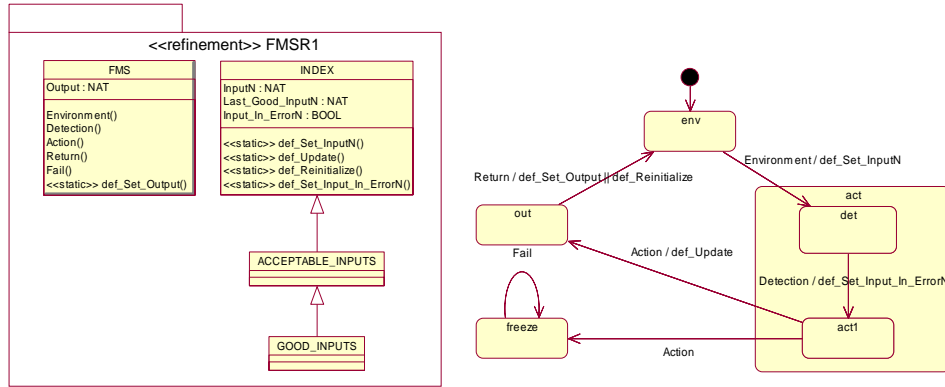 <<refinement>> FMSR1
FMS
Output : NAT
Environment()
Detection()
Action()
Return()
Fail()
<<static>> def_Set_Output()
INDEX
InputN : NAT
Last_Good_InputN : NAT
Input_In_ErrorN : BOOL
<<static>> def_Set_InputN()
<<static>> def_Update()
<<static>> def_Reinitialize()
<<static>> def_Set_Input_In_ErrorN()
ACCEPTABLE_INPUTS
GOOD_INPUTS
env
Environment / def_Set_InputN
Return / def_Set_Output || def_Reinitialize
act
out
det
Fail
Action / def_Update
Detection / def_Set_Input_In_ErrorN
freeze
act1
Action